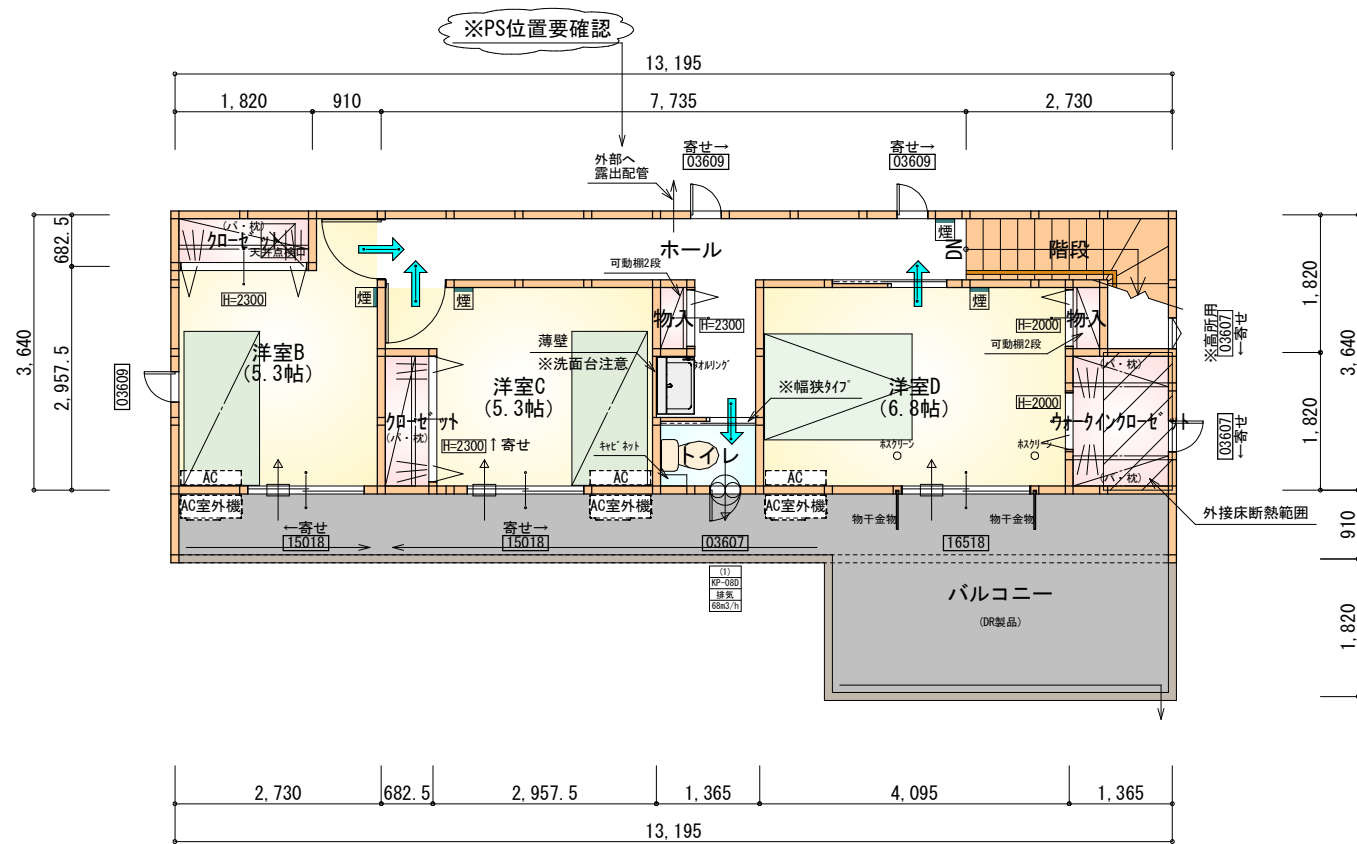 ※PS位置要確認
13,195
1,820
910
7,735
2,730
外部へ
露出配管
寄せ→
03609
寄せ→
03609
3,640
682.5
2,957.5
03609
(パ・枕)
クローゼット
天井点検口
H=2300
煙
煙
ホール
可動棚2段
物入
H=2300
煙
DN
階段
煙
H=2000
物入
可動棚2段
※高所用
03607
←寄せ
1,820
1,820
3,640
910
1,820
洋室B
(5.3帖)
薄壁
※洗面台注意
タオルリング
洋室C
(5.3帖)
※幅狭ﾀｲﾌﾟ
洋室D
(6.8帖)
H=2000
(パ・枕)
ウォークインクローゼット
(パ・枕)
03607
←寄せ
クローゼット
(パ・枕)
H=2300
↑寄せ
ｷｬﾋﾞﾈｯﾄ
トイレ
ホスクリーン
ホスクリーン
AC
AC
AC
AC室外機
AC室外機
AC室外機
物干金物
物干金物
外接床断熱範囲
←寄せ
15018
寄せ→
15018
03607
16518
(1)
KP-08D
排気
68m3/h
バルコニー
(DR製品)
2,730
682.5
2,957.5
1,365
4,095
1,365
13,195